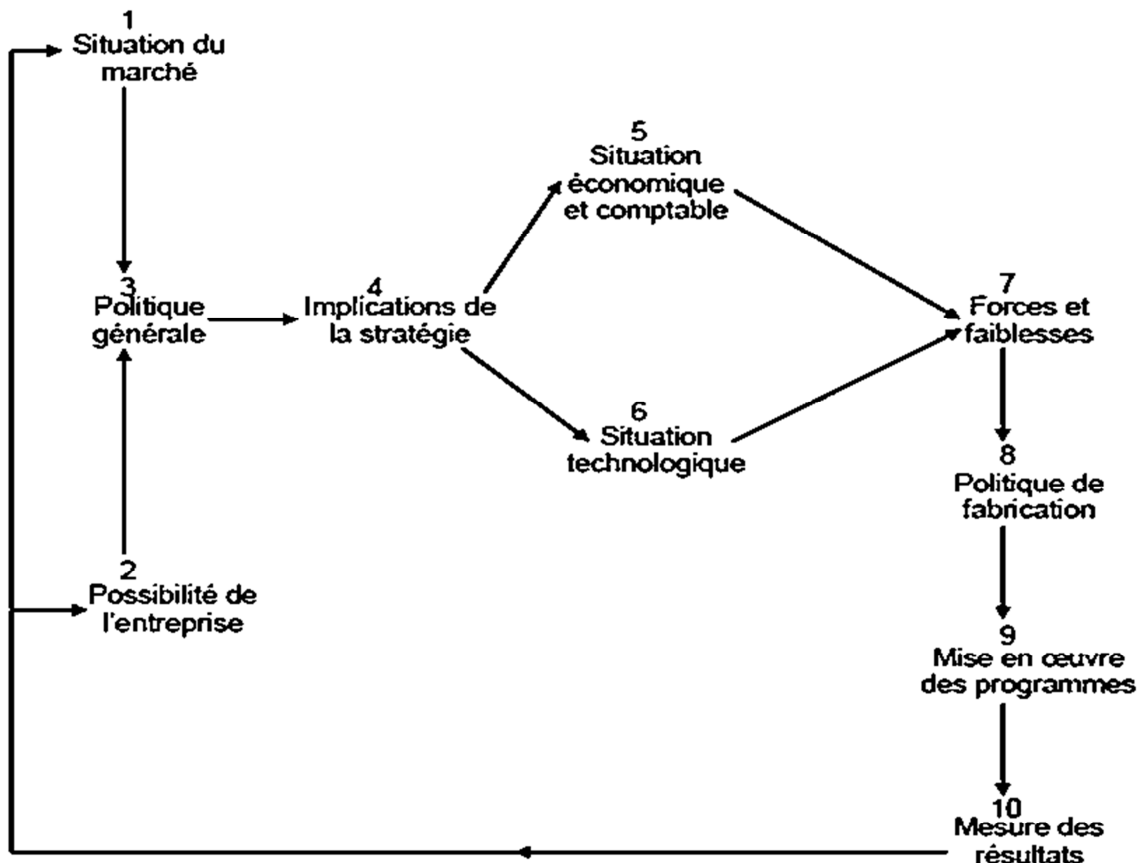 1
Situation du
marché
5
Situation
économique
et comptable
3
Politique
générale
4
Implications de
la stratégie
7
Forces et
faiblesses
6
Situation
technologique
8
Politique de
fabrication
2
Possibilité de
l'entreprise
9
Mise en œuvre
des programmes
10
Mesure des
résultats